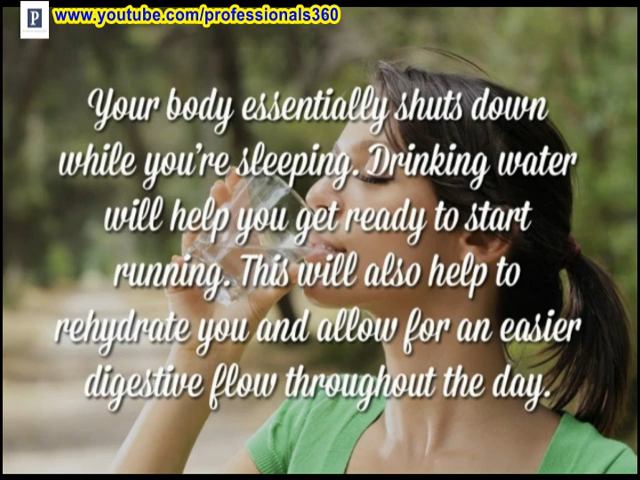 P
www.youtube.com/professionals360
Your body essentially shuts down
while you're sleeping. Drinking water
will help you get ready to start
running. This will also help to
rehydrate you and allow for an easier
digestive flow throughout the day.